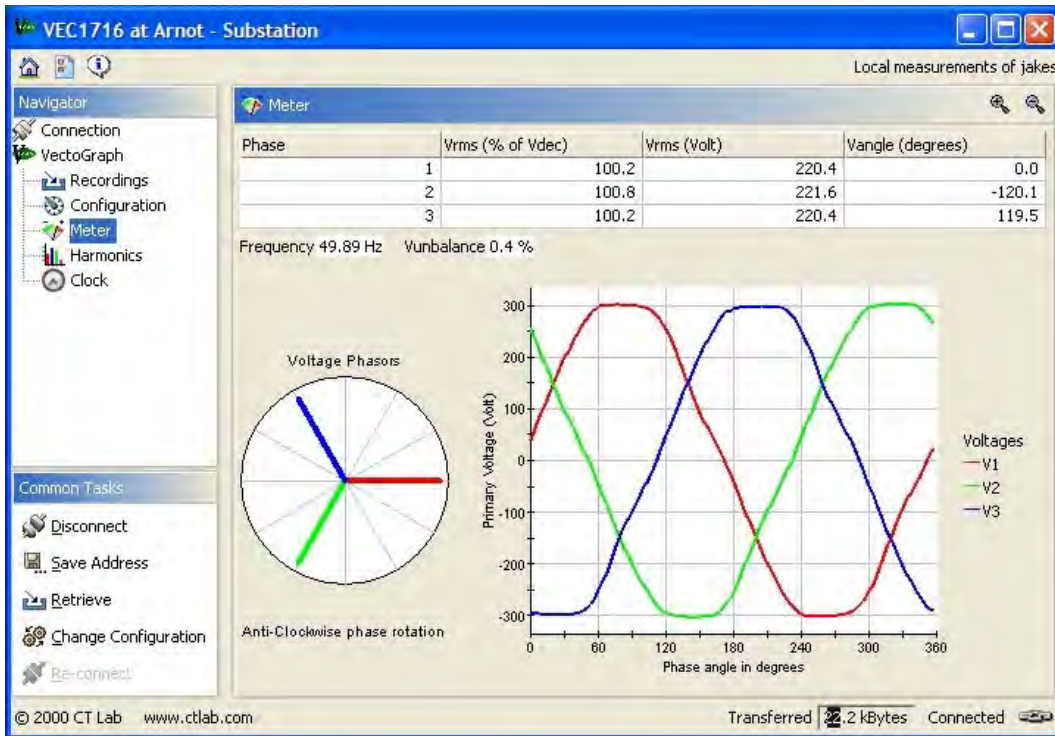 VEC1716 at Arnot - Substation
Local measurements of jakes
Navigator
Connection
VectoGraph
Recordings
Configuration
Meter
Harmonics
Clock
Common Tasks
Disconnect
Save Address
Retrieve
Change Configuration
Re-connect
Meter
Phase Vrms (% of Vdec) Vrms (Volt) Vangle (degrees)
1 100.2 220.4 0.0
2 100.8 221.6 -120.1
3 100.2 220.4 119.5
Frequency 49.89 Hz Vunbalance 0.4 %
Voltage Phasors
Anti-Clockwise phase rotation
Primary Voltage (Volt)
300
200
100
0
-100
-200
-300
0 60 120 180 240 300 360
Phase angle in degrees
Voltages
V1
V2
V3
© 2000 CT Lab www.ctlab.com
Transferred 22.2 kBytes Connected